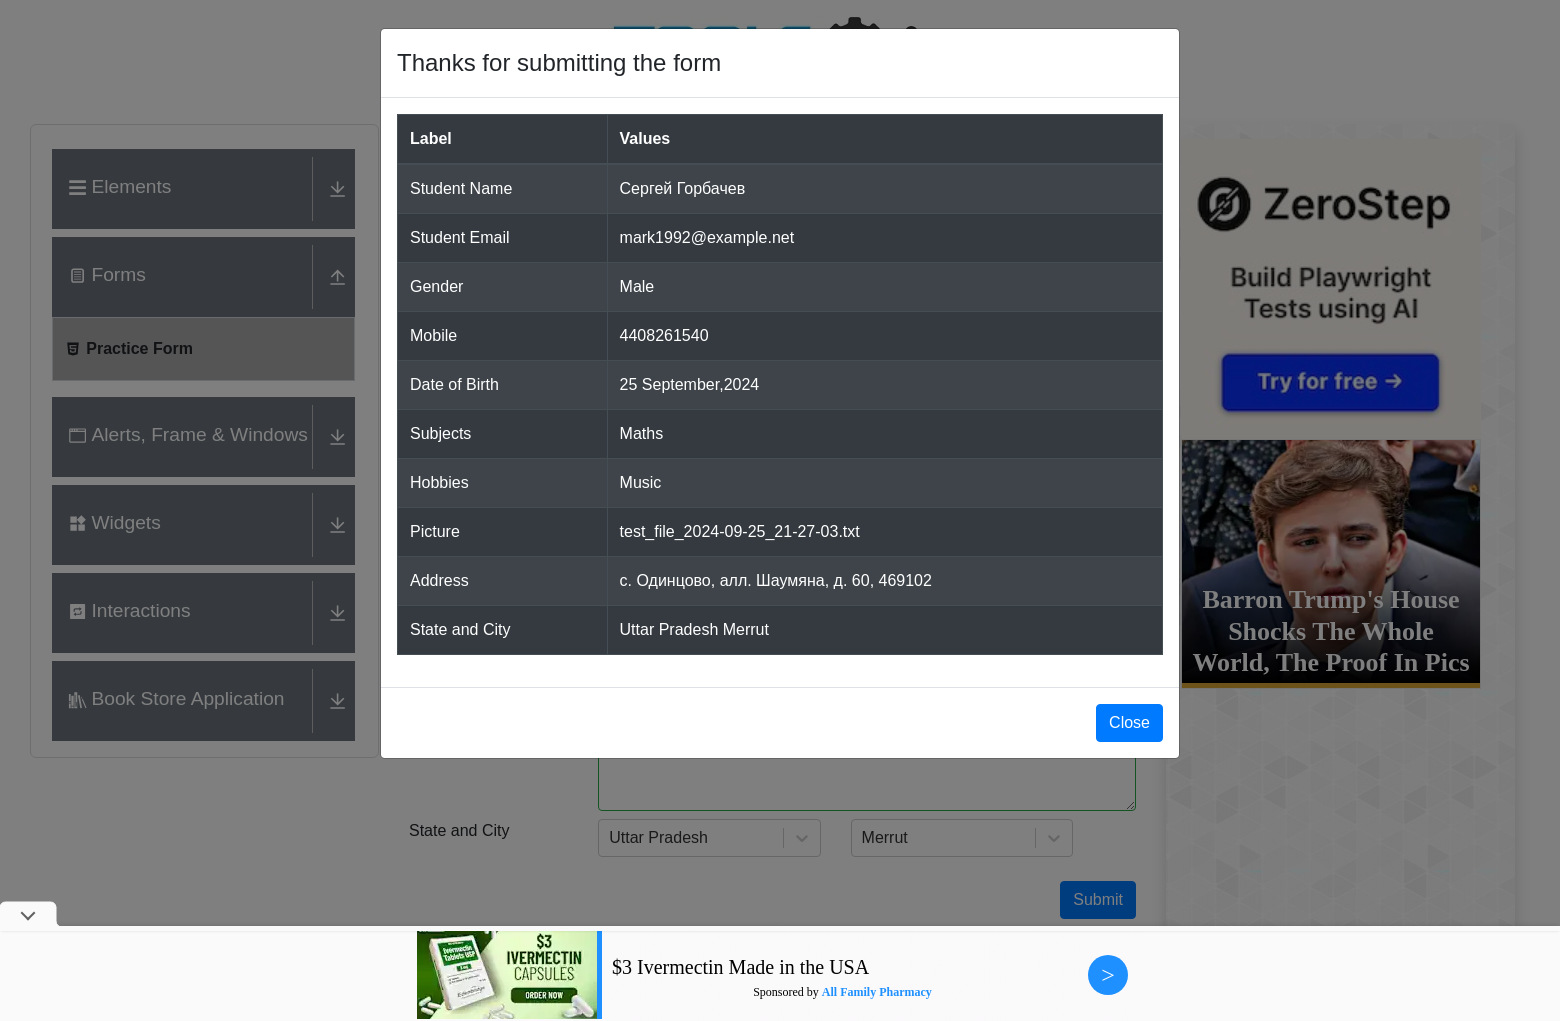 Thanks for submitting the form
Label Values
Student Name Сергей Горбачев
Student Email mark1992@example.net
Gender Male
Mobile 4408261540
Date of Birth 25 September,2024
Subjects Maths
Hobbies Music
Picture test_file_2024-09-25_21-27-03.txt
Address с. Одинцово, алл. Шаумяна, д. 60, 469102
State and City Uttar Pradesh Merrut
Close
Elements
Forms
Practice Form
Alerts, Frame & Windows
Widgets
Interactions
Book Store Application
State and City Uttar Pradesh Merrut
Submit
ZeroStep
Build Playwright
Tests using AI
Try for free →
Barron Trump's House
Shocks The Whole
World, The Proof In Pics
$3
IVERMECTIN
CAPSULES
ORDER NOW
Ivermectin
Tablets USP
$3 Ivermectin Made in the USA
Sponsored by All Family Pharmacy
>